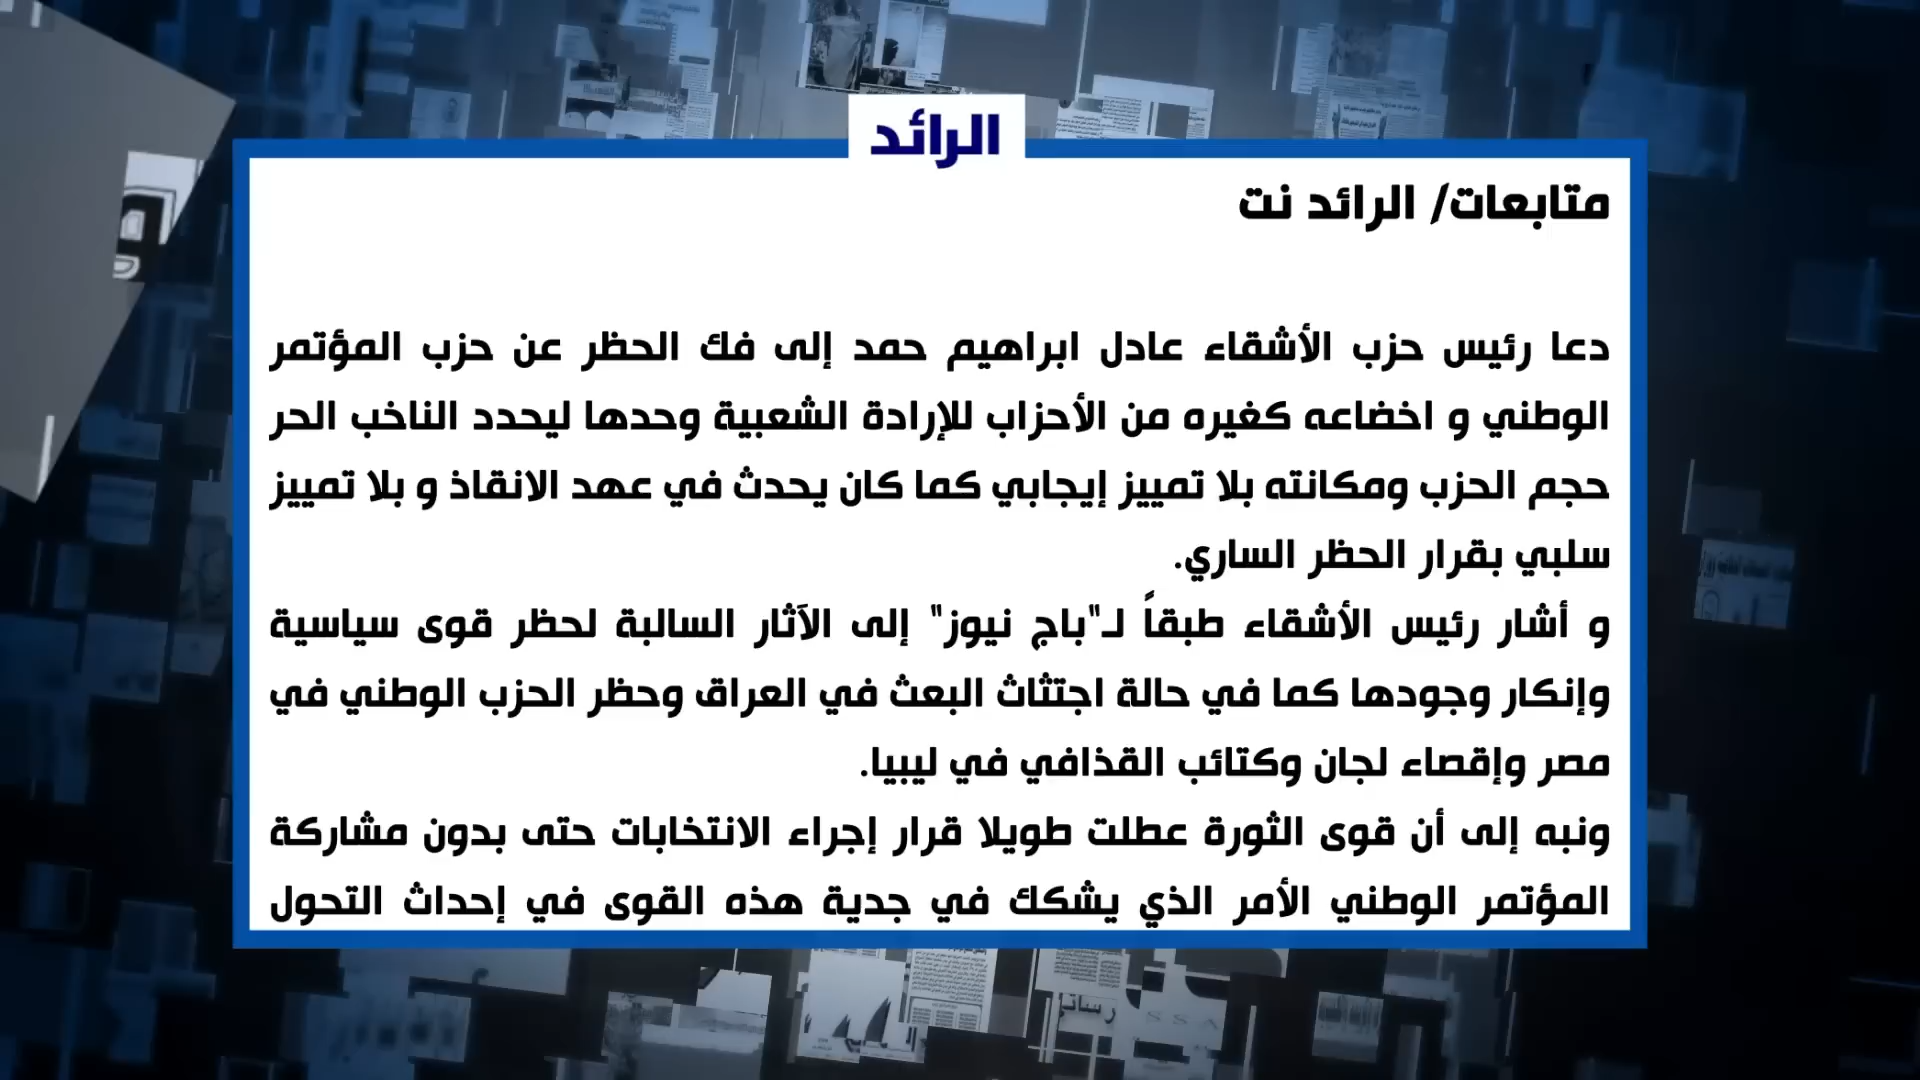 الرائد
متابعات/ الرائد نت
دعا رئيس حزب الأشقاء عادل ابراهيم حمد إلى فك الحظر عن حزب المؤتمر
الوطني و اخضاعه كغيره من الأحزاب للإرادة الشعبية وحدها ليحدد الناخب الحر
حجم الحزب ومكانته بلا تمييز إيجابي كما كان يحدث في عهد الانقاذ و بلا تمييز
سلبي بقرار الحظر الساري.
و أشار رئيس الأشقاء طبقاً لـ"باج نيوز" إلى الآثار السالبة لحظر قوى سياسية
وإنكار وجودها كما في حالة اجتثاث البعث في العراق وحظر الحزب الوطني في
مصر وإقصاء لجان وكتائب القذافي في ليبيا.
ونبه إلى أن قوى الثورة عطلت طويلا قرار إجراء الانتخابات حتى بدون مشاركة
المؤتمر الوطني الأمر الذي يشكك في جدية هذه القوى في إحداث التحول